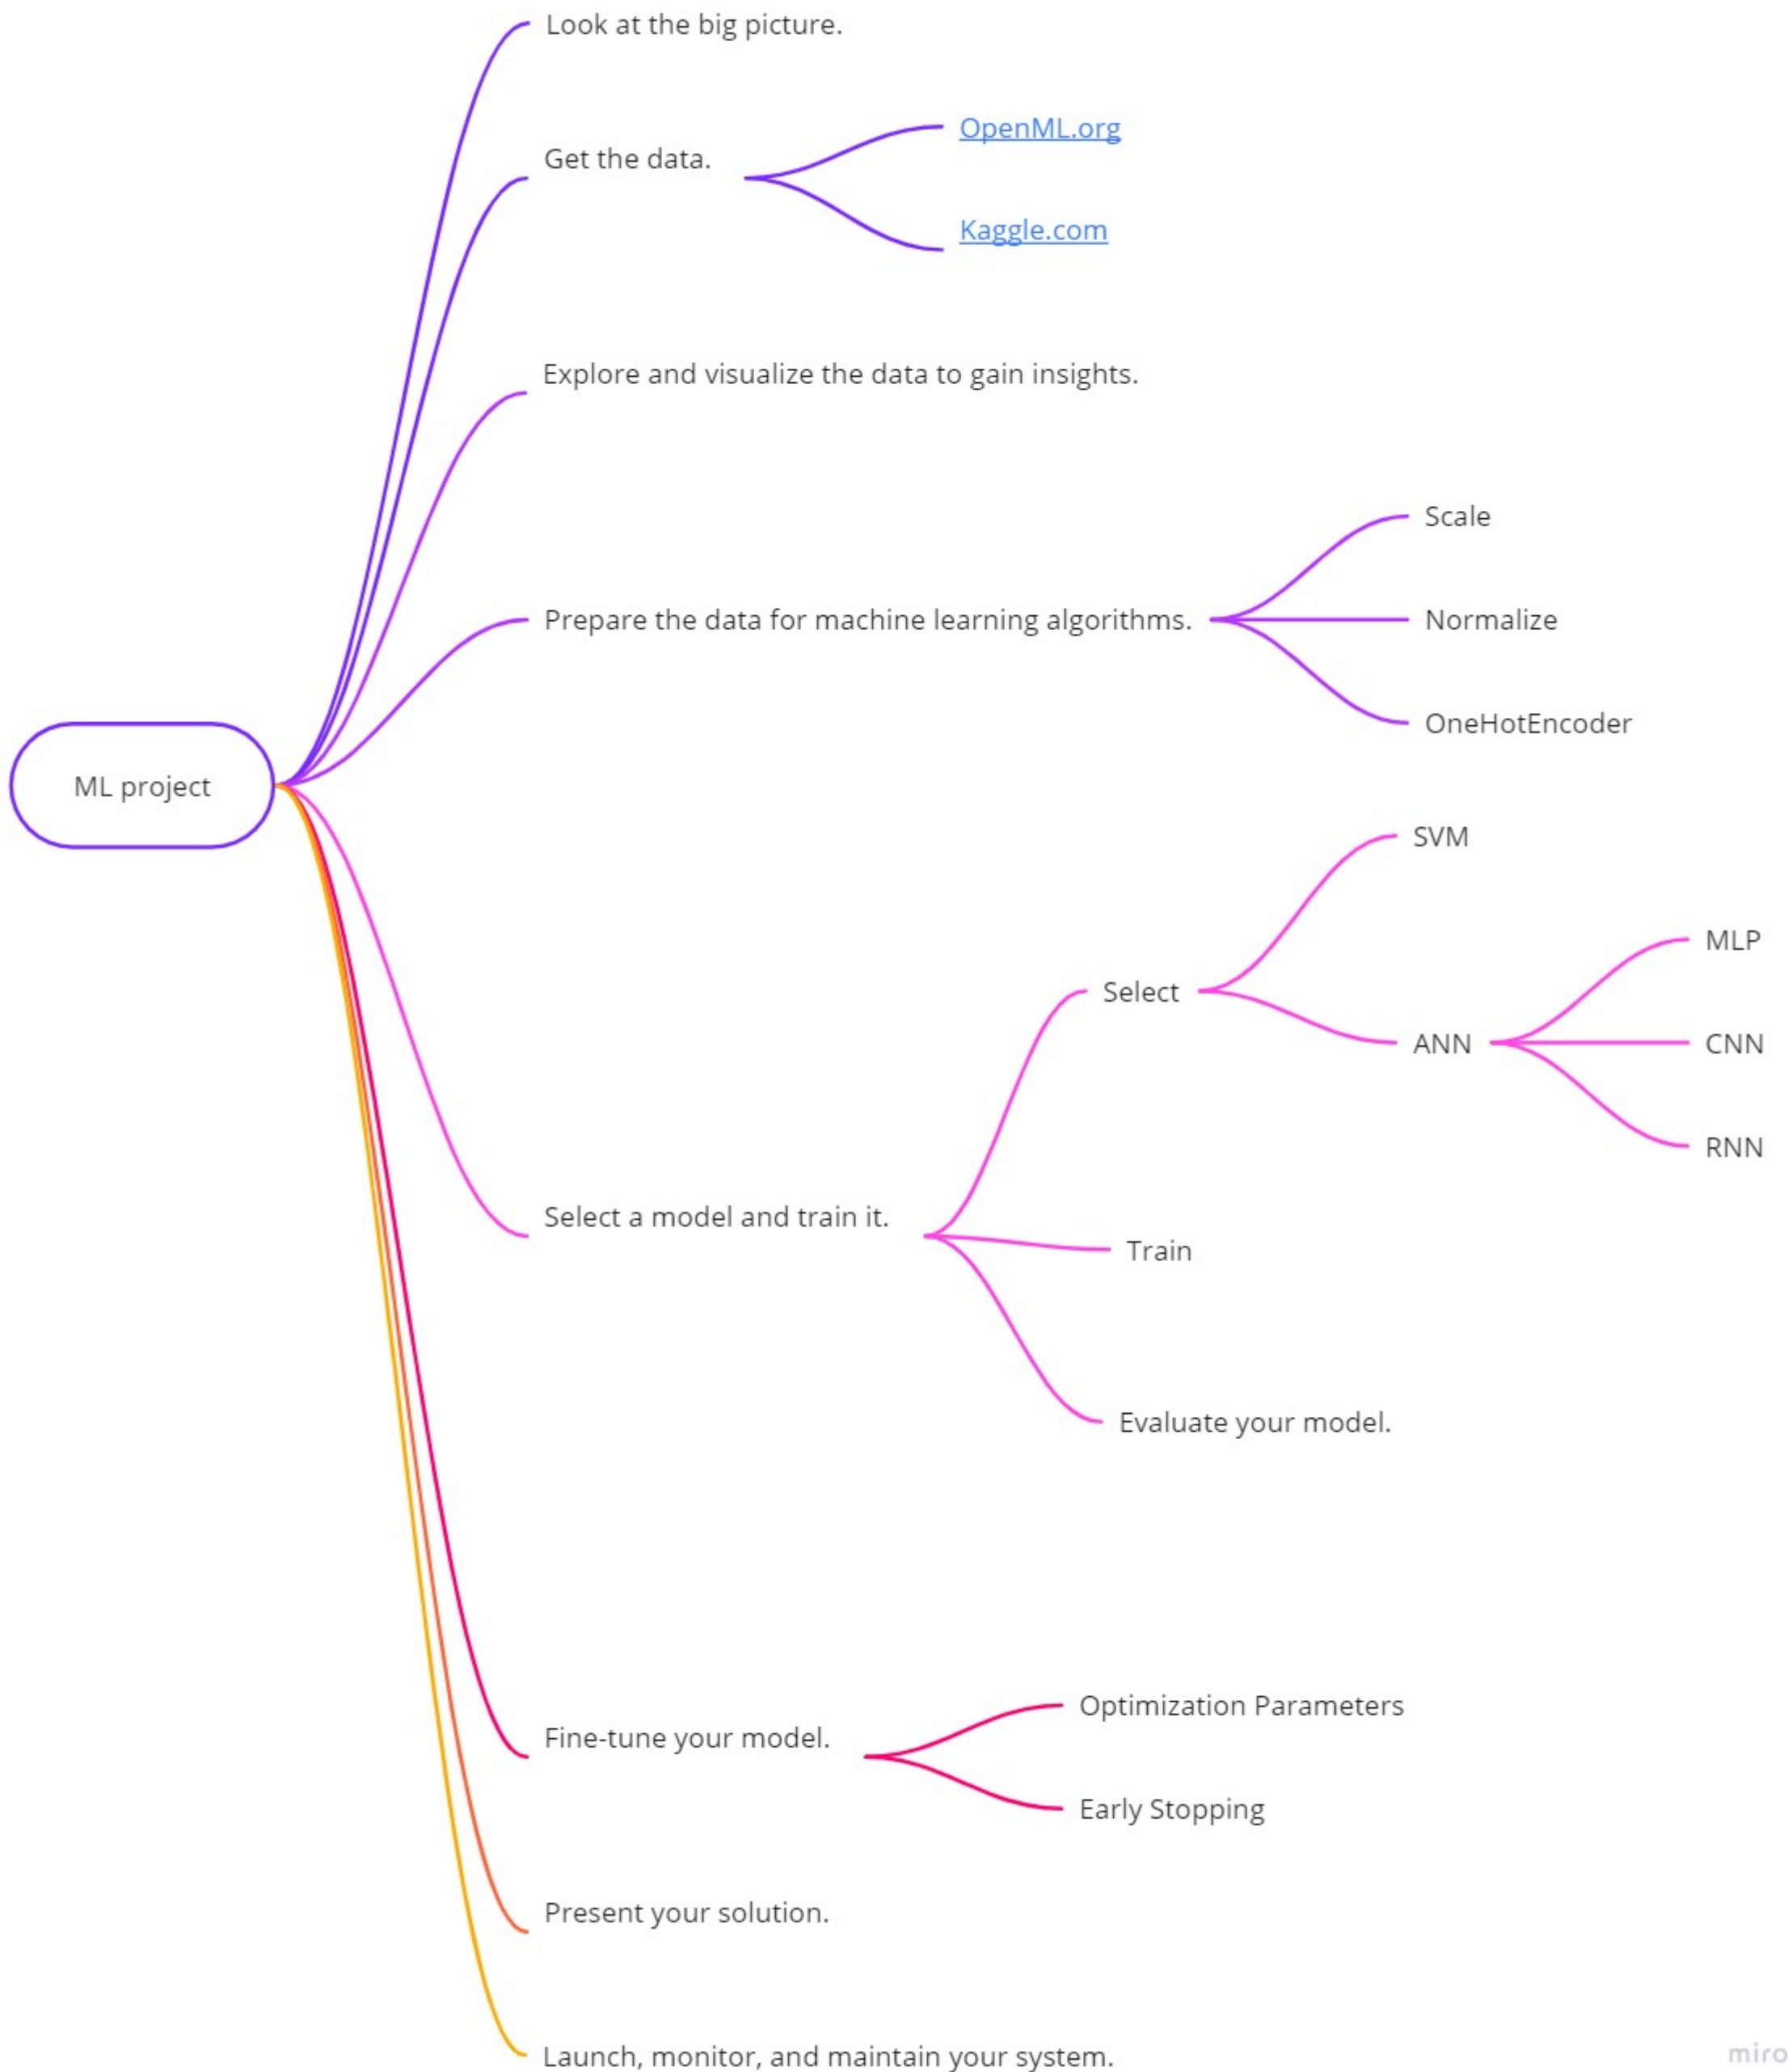 Look at the big picture.
Get the data.
OpenML.org
Kaggle.com
Explore and visualize the data to gain insights.
Prepare the data for machine learning algorithms.
Scale
Normalize
OneHotEncoder
ML project
Select a model and train it.
Select
SVM
ANN
MLP
CNN
RNN
Train
Evaluate your model.
Fine-tune your model.
Optimization Parameters
Early Stopping
Present your solution.
Launch, monitor, and maintain your system.
miro